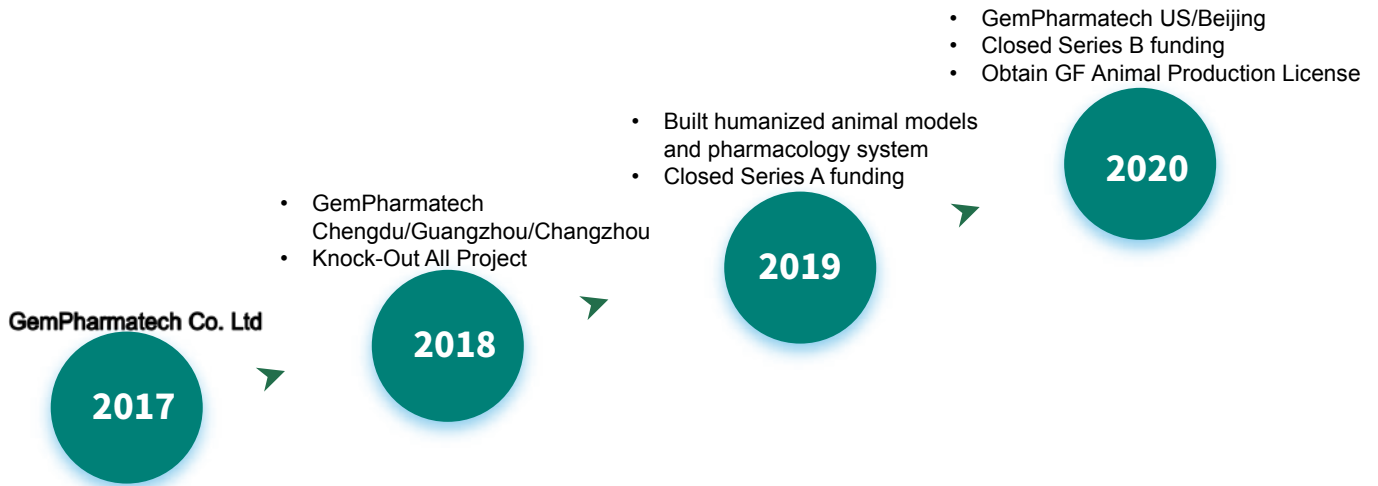 GemPharmatech Co. Ltd
2017
• GemPharmatech
Chengdu/Guangzhou/Changzhou
• Knock-Out All Project
2018
• Built humanized animal models
and pharmacology system
• Closed Series A funding
2019
• GemPharmatech US/Beijing
• Closed Series B funding
• Obtain GF Animal Production License
2020